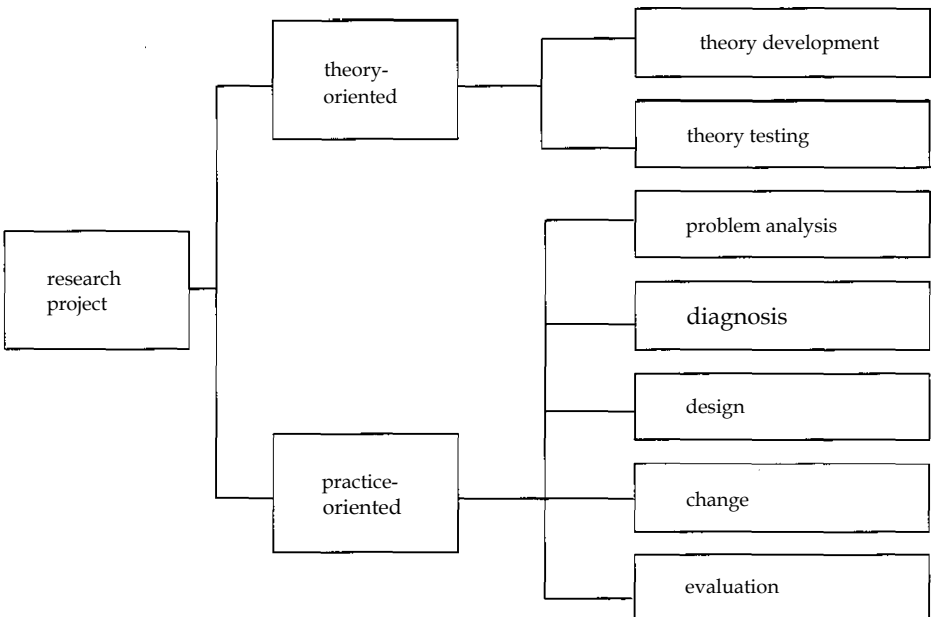 theory development
theory-
oriented
theory testing
problem analysis
research
project
diagnosis
design
practice-
oriented
change
evaluation